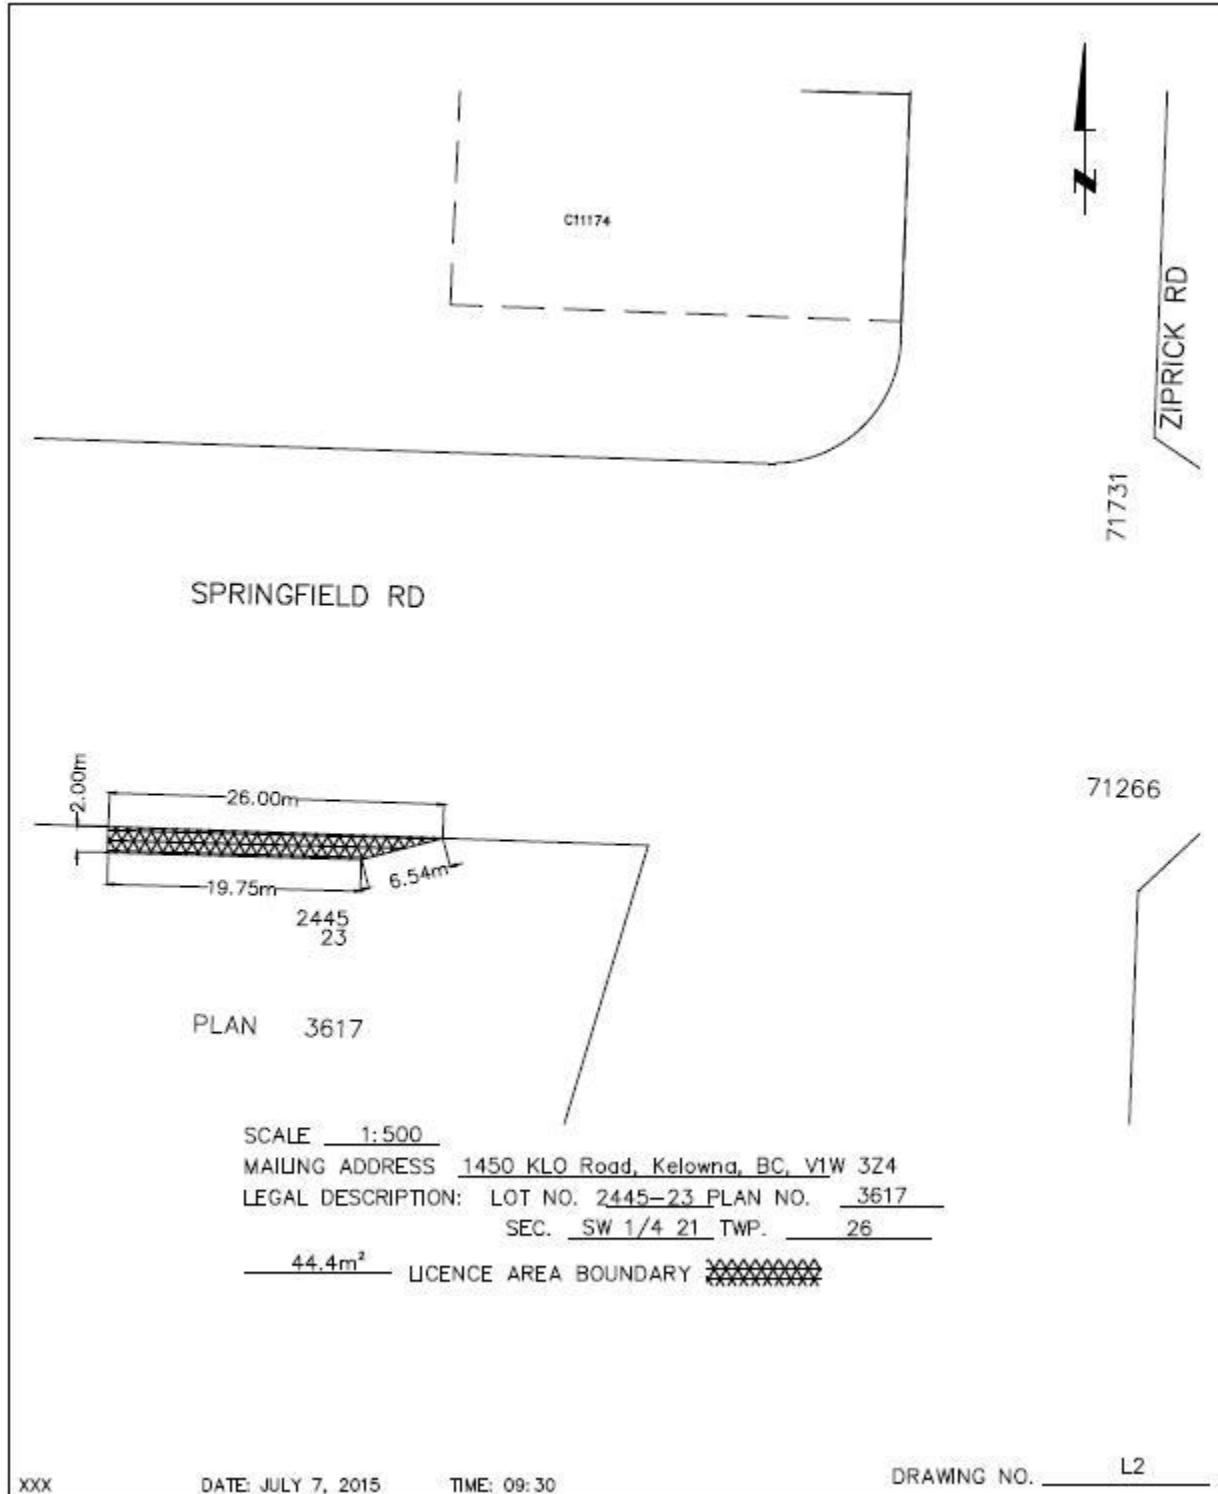 C11174
N
ZIPRICK RD
71731
SPRINGFIELD RD
2.00m
26.00m
71266
19.75m
6.54m
2445
23
PLAN 3617
SCALE 1:500
MAILING ADDRESS 1450 KLO Road, Kelowna, BC, V1W 3Z4
LEGAL DESCRIPTION: LOT NO. 2445-23 PLAN NO. 3617
SEC. SW 1/4 21 TWP. 26
44.4m² LICENCE AREA BOUNDARY
XXX DATE: JULY 7, 2015 TIME: 09:30 DRAWING NO. L2